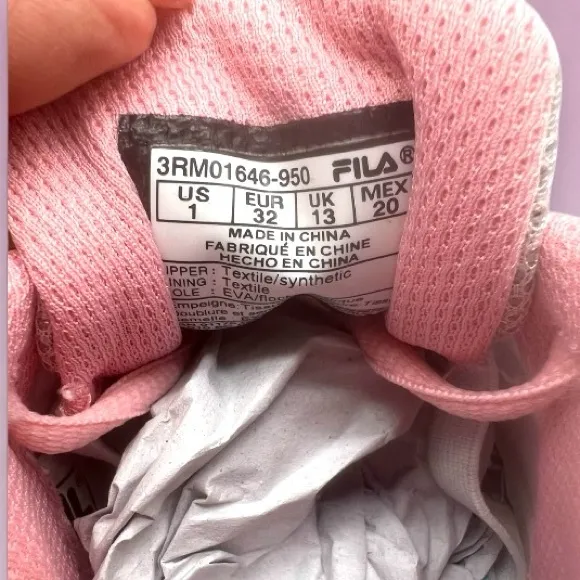 3RM01646-950 FILA®
US EUR UK MEX
1 32 13 20
MADE IN CHINA
FABRIQUÉ EN CHINE
HECHO EN CHINA
: Textile/synthetic
: Textile
: EVA/